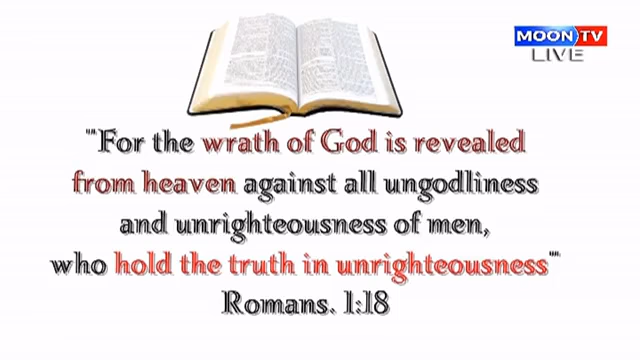 MOON TV
LIVE
""For the wrath of God is revealed
from heaven against all ungodliness
and unrighteousness of men,
who hold the truth in unrighteousness""
Romans. 1:18